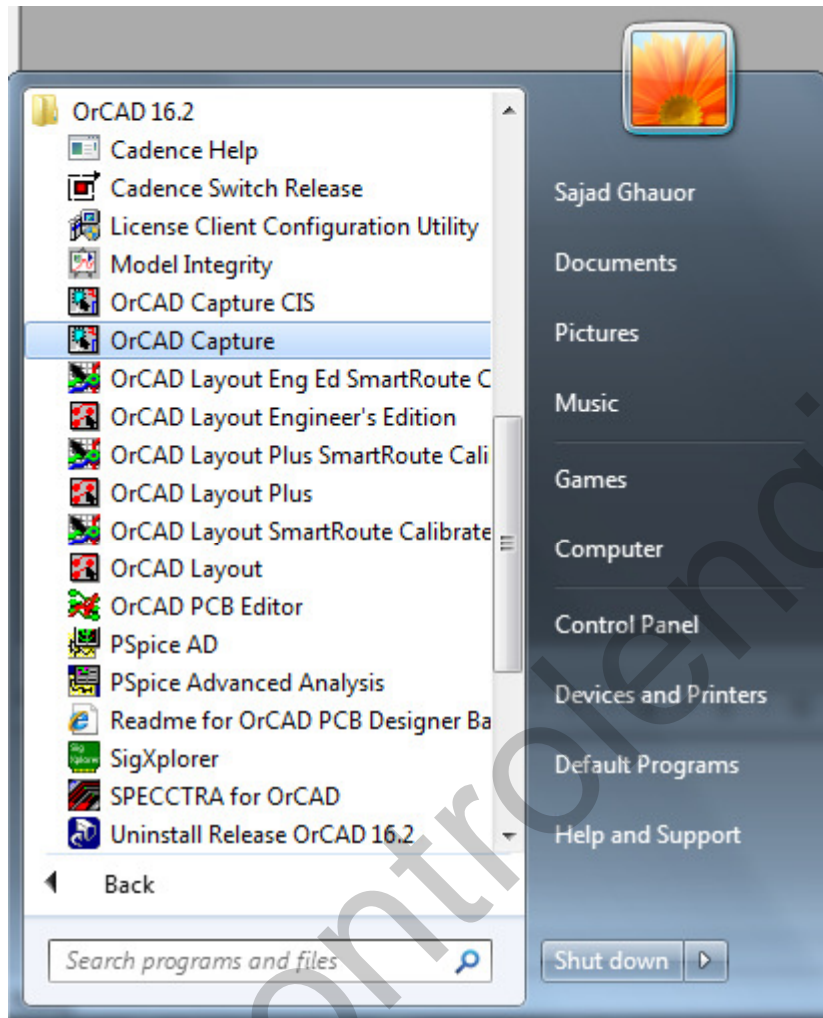 OrCAD 16.2
Cadence Help
Cadence Switch Release
License Client Configuration Utility
Model Integrity
OrCAD Capture CIS
OrCAD Capture
OrCAD Layout Eng Ed SmartRoute C
OrCAD Layout Engineer's Edition
OrCAD Layout Plus SmartRoute Cali
OrCAD Layout Plus
OrCAD Layout SmartRoute Calibrate
OrCAD Layout
OrCAD PCB Editor
PSpice AD
PSpice Advanced Analysis
Readme for OrCAD PCB Designer Ba
SigXplorer
SPECCTRA for OrCAD
Uninstall Release OrCAD 16.2
Back
Search programs and files
Sajad Ghauor
Documents
Pictures
Music
Games
Computer
Control Panel
Devices and Printers
Default Programs
Help and Support
Shut down